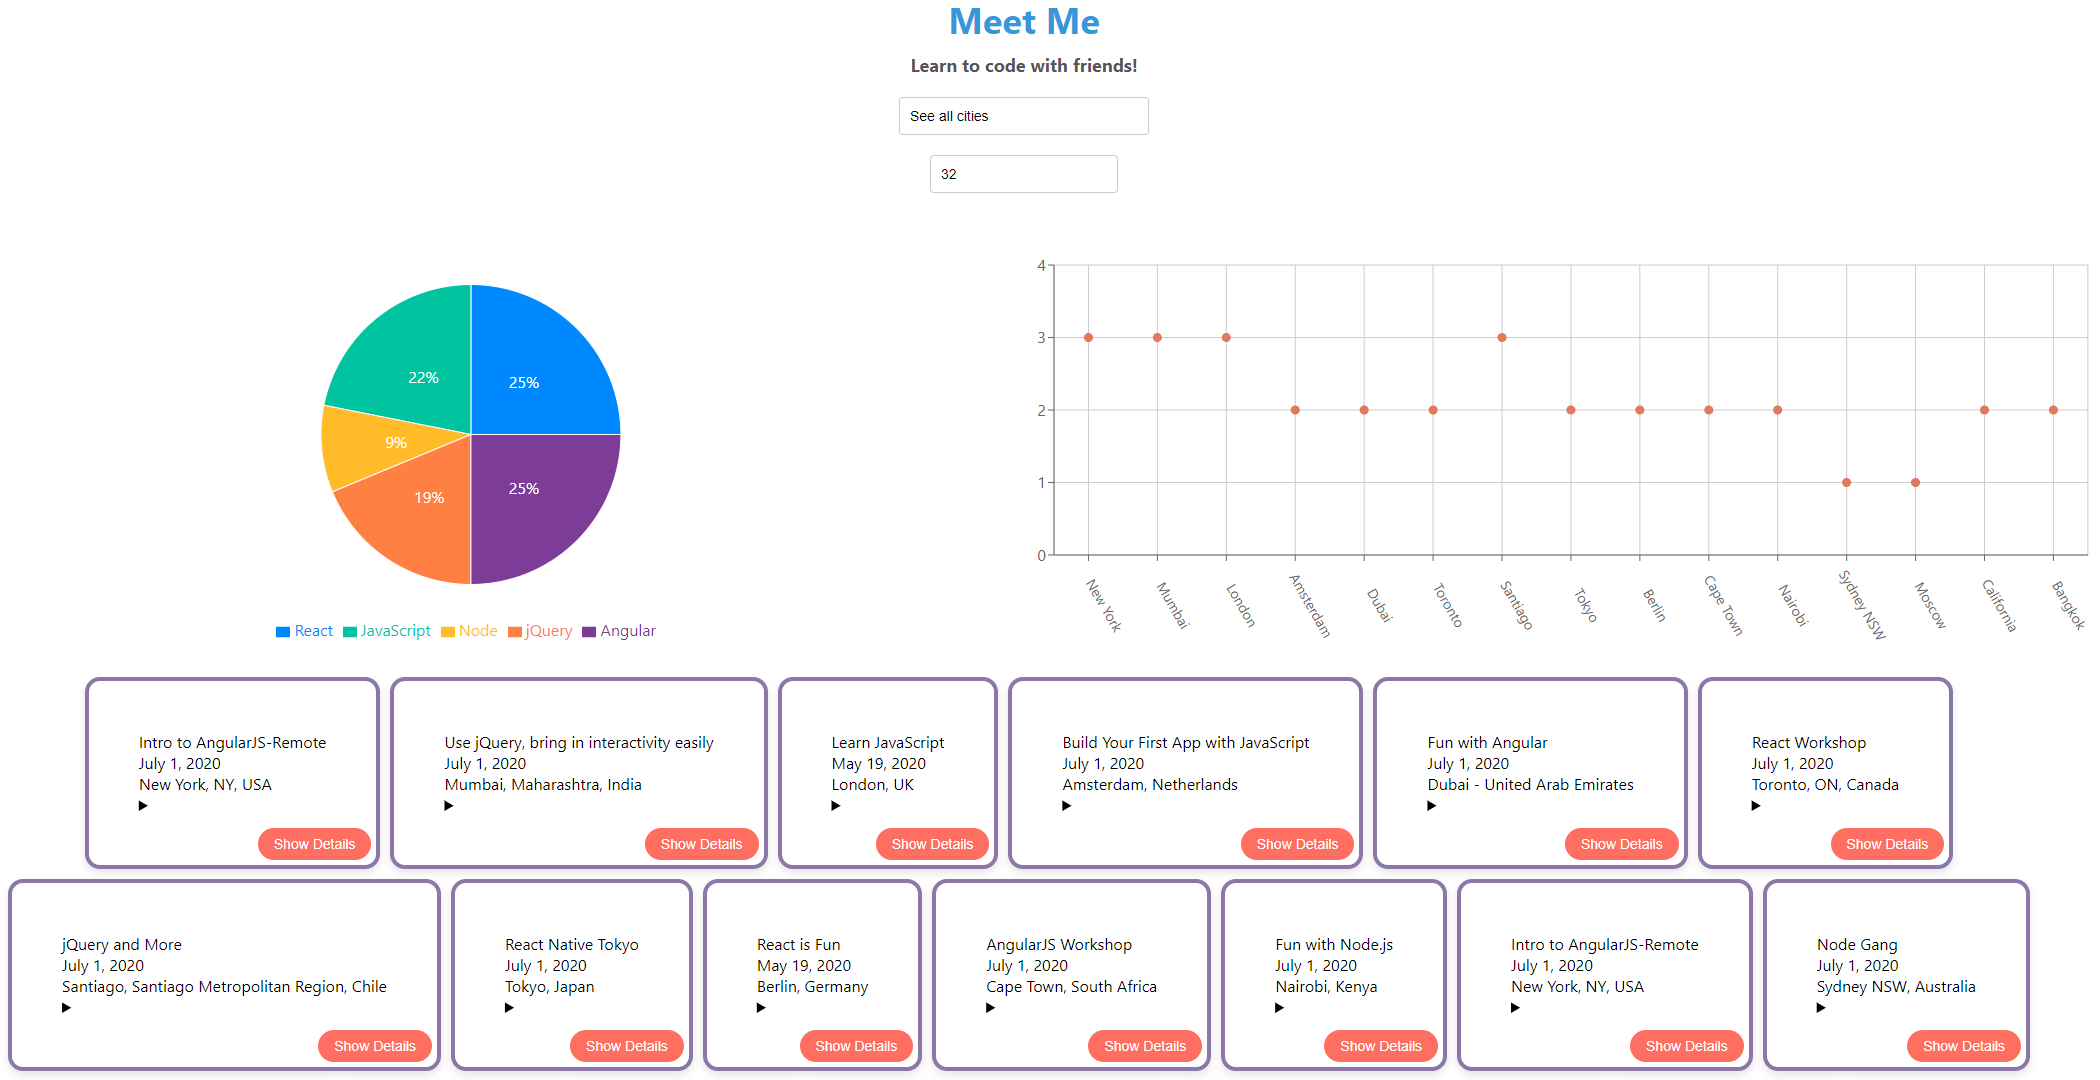 Meet Me
Learn to code with friends!
See all cities
32
22%
25%
9%
19%
25%
React JavaScript Node jQuery Angular
4
3
2
1
0
New York Mumbai London Amsterdam Dubai Toronto Santiago Tokyo Berlin Cape Town Nairobi Sydney NSW Moscow California Bangkok
Intro to AngularJS-Remote
July 1, 2020
New York, NY, USA
Show Details
Use jQuery, bring in interactivity easily
July 1, 2020
Mumbai, Maharashtra, India
Show Details
Learn JavaScript
May 19, 2020
London, UK
Show Details
Build Your First App with JavaScript
July 1, 2020
Amsterdam, Netherlands
Show Details
Fun with Angular
July 1, 2020
Dubai - United Arab Emirates
Show Details
React Workshop
July 1, 2020
Toronto, ON, Canada
Show Details
jQuery and More
July 1, 2020
Santiago, Santiago Metropolitan Region, Chile
Show Details
React Native Tokyo
July 1, 2020
Tokyo, Japan
Show Details
React is Fun
May 19, 2020
Berlin, Germany
Show Details
AngularJS Workshop
July 1, 2020
Cape Town, South Africa
Show Details
Fun with Node.js
July 1, 2020
Nairobi, Kenya
Show Details
Intro to AngularJS-Remote
July 1, 2020
New York, NY, USA
Show Details
Node Gang
July 1, 2020
Sydney NSW, Australia
Show Details